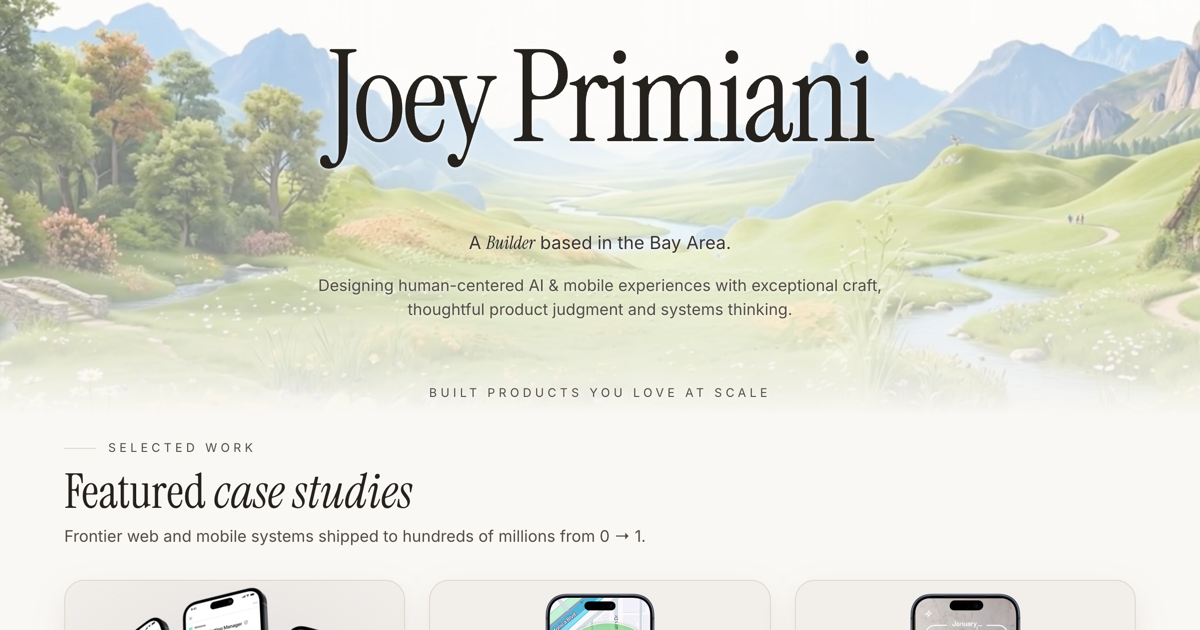 Joey Primiani
A Builder based in the Bay Area.
Designing human-centered AI & mobile experiences with exceptional craft,
thoughtful product judgment and systems thinking.
BUILT PRODUCTS YOU LOVE AT SCALE
SELECTED WORK
Featured case studies
Frontier web and mobile systems shipped to hundreds of millions from 0 → 1.
Manager
January